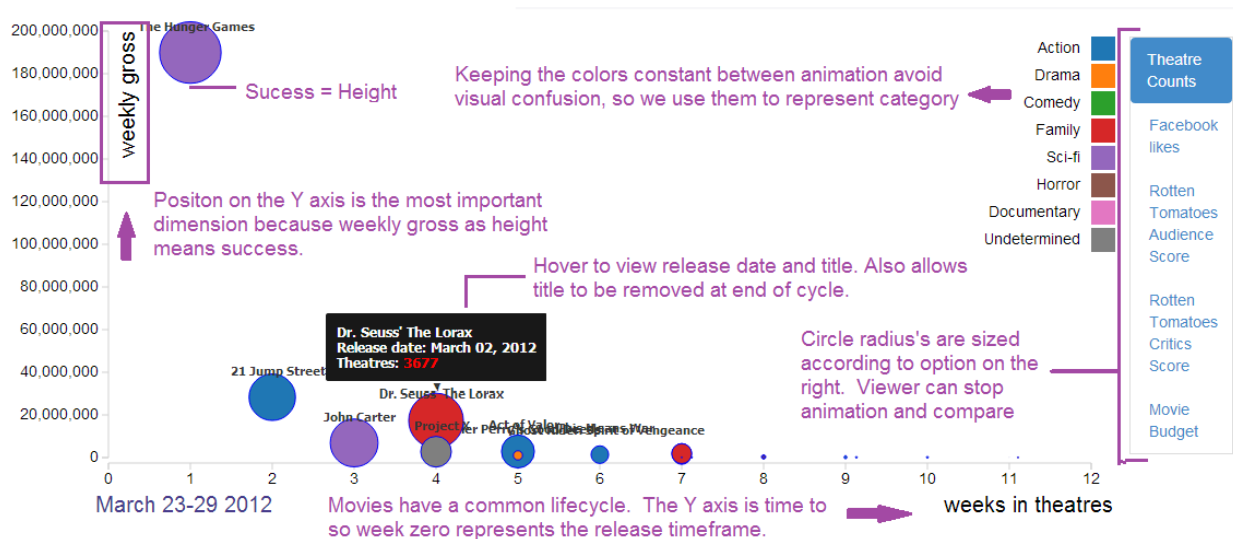 200,000,000
180,000,000
160,000,000
140,000,000
120,000,000
100,000,000
80,000,000
60,000,000
40,000,000
20,000,000
0
weekly gross
The Hunger Games
Sucess = Height
Keeping the colors constant between animation avoid
visual confusion, so we use them to represent category
Action
Drama
Comedy
Family
Sci-fi
Horror
Documentary
Undetermined
Theatre
Counts
Facebook
likes
Rotten
Tomatoes
Audience
Score
Rotten
Tomatoes
Critics
Score
Movie
Budget
Positon on the Y axis is the most important
dimension because weekly gross as height
means success.
Hover to view release date and title. Also allows
title to be removed at end of cycle.
Dr. Seuss' The Lorax
Release date: March 02, 2012
Theatres: 3677
Circle radius's are sized
according to option on the
right. Viewer can stop
animation and compare
21 Jump Street
Dr. Seuss' The Lorax
John Carter
Project X
Act of Valor
Spirit of Vengeance
0 1 2 3 4 5 6 7 8 9 10 11 12
March 23-29 2012
Movies have a common lifecycle. The Y axis is time to
so week zero represents the release timeframe.
weeks in theatres